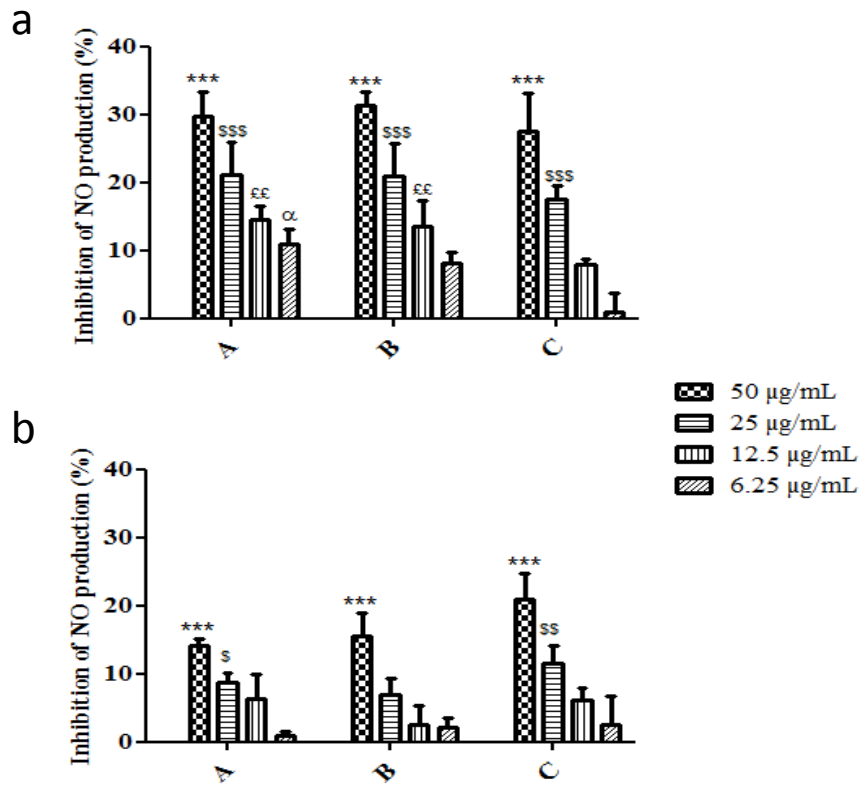 a
Inhibition of NO production (%)
40
30
20
10
0
*** $$$ ££ α
*** $$$ ££
*** $$$
A B C
50 µg/mL
25 µg/mL
12.5 µg/mL
6.25 µg/mL
b
Inhibition of NO production (%)
40
30
20
10
0
*** $
***
*** $$
A B C